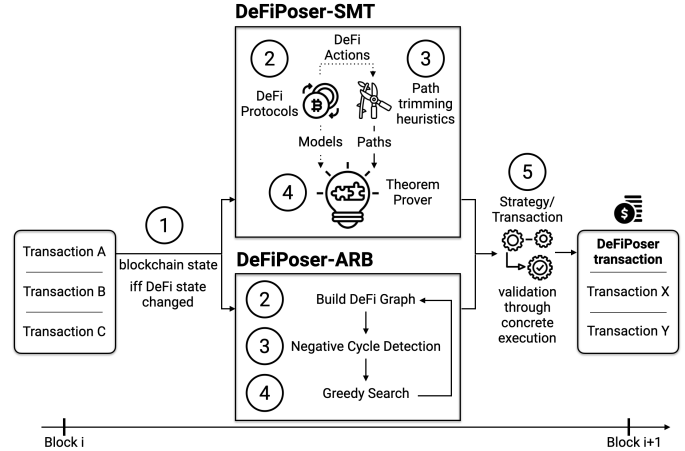 DeFiPoser-SMT
2
DeFi
Actions
3
DeFi
Protocols
Path
trimming
heuristics
Models
Paths
4
Theorem
Prover
1
blockchain state
iff DeFi state
changed
Transaction A
Transaction B
Transaction C
DeFiPoser-ARB
2
Build DeFi Graph
3
Negative Cycle Detection
4
Greedy Search
5
Strategy/
Transaction
validation
through
concrete
execution
$
DeFiPoser
transaction
Transaction X
Transaction Y
Block i
Block i+1